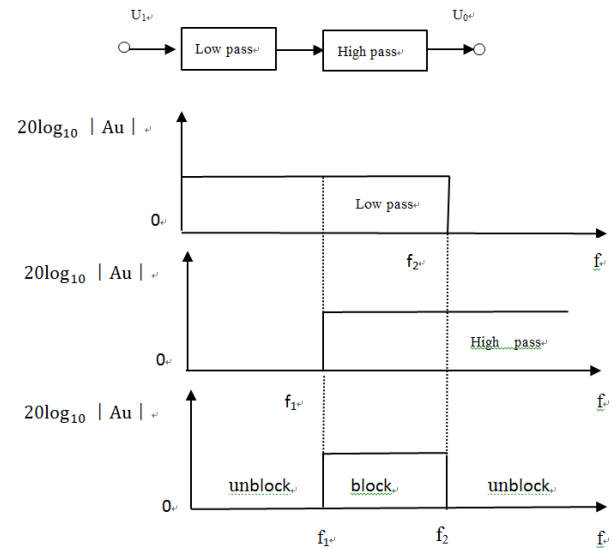 U₁ U₀
Low pass High pass
20log₁₀ | Au |
Low pass
0
f₂ f
20log₁₀ | Au |
High pass
0
f₁ f
20log₁₀ | Au |
unblock block unblock
0
f₁ f₂ f